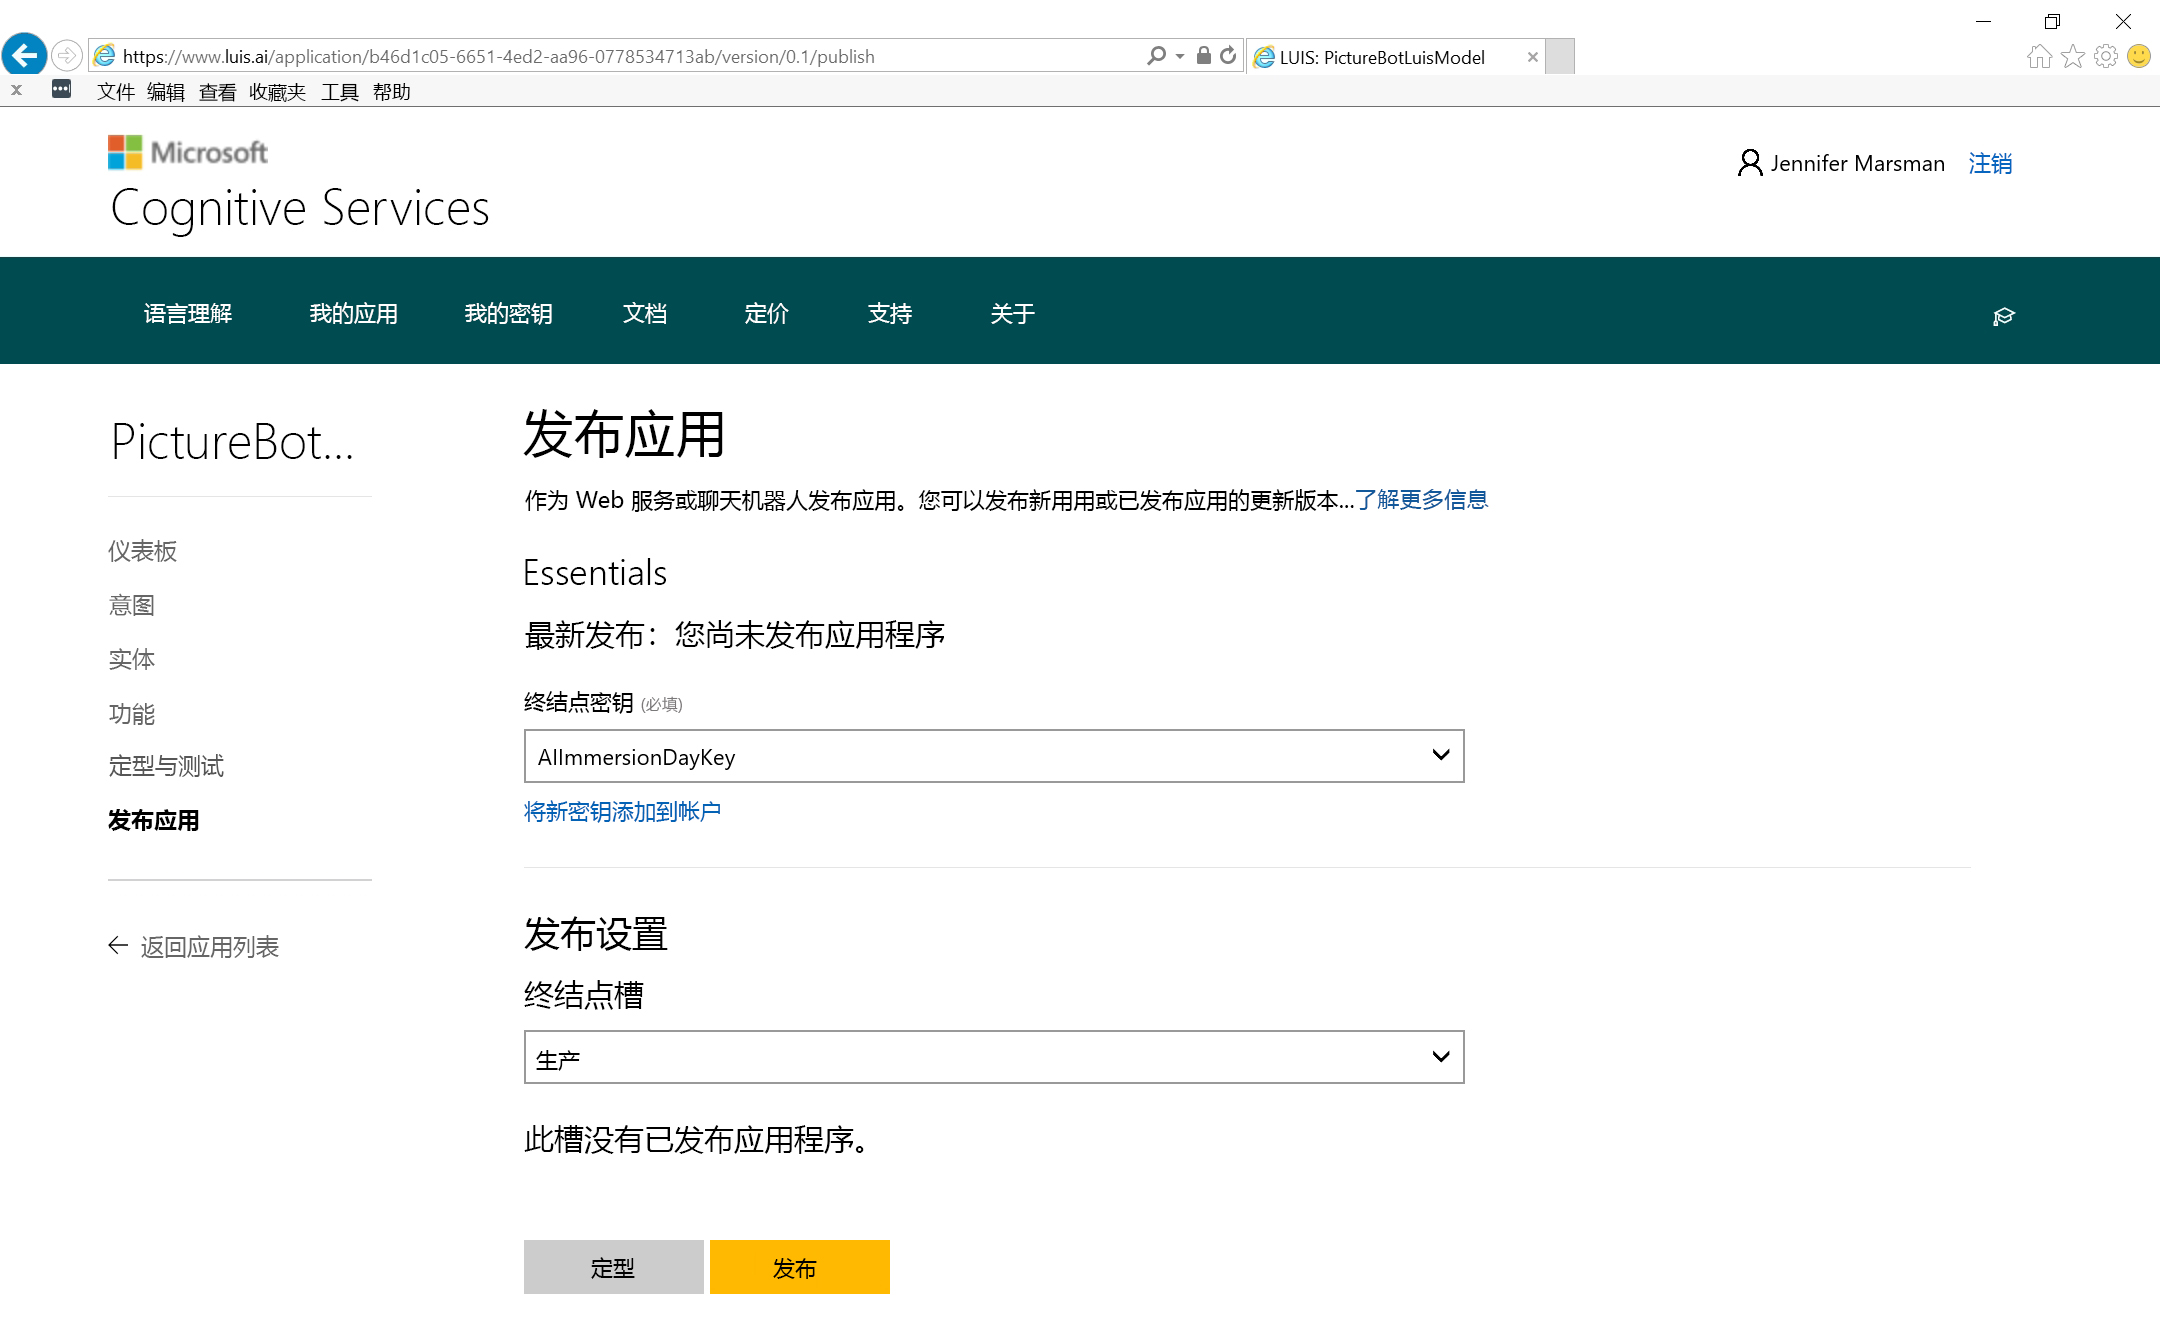 https://www.luis.ai/application/b46d1c05-6651-4ed2-aa96-0778534713ab/version/0.1/publish
LUIS: PictureBotLuisModel
x 文件 编辑 查看 收藏夹 工具 帮助
Microsoft
Cognitive Services
Jennifer Marsman 注销
语言理解 我的应用 我的密钥 文档 定价 支持 关于
PictureBot...
仪表板
意图
实体
功能
定型与测试
发布应用
返回应用列表
发布应用
作为 Web 服务或聊天机器人发布应用。您可以发布新用用或已发布应用的更新版本...了解更多信息
Essentials
最新发布：您尚未发布应用程序
终结点密钥 (必填)
AIImmersionDayKey
将新密钥添加到帐户
发布设置
终结点槽
生产
此槽没有已发布应用程序。
定型 发布